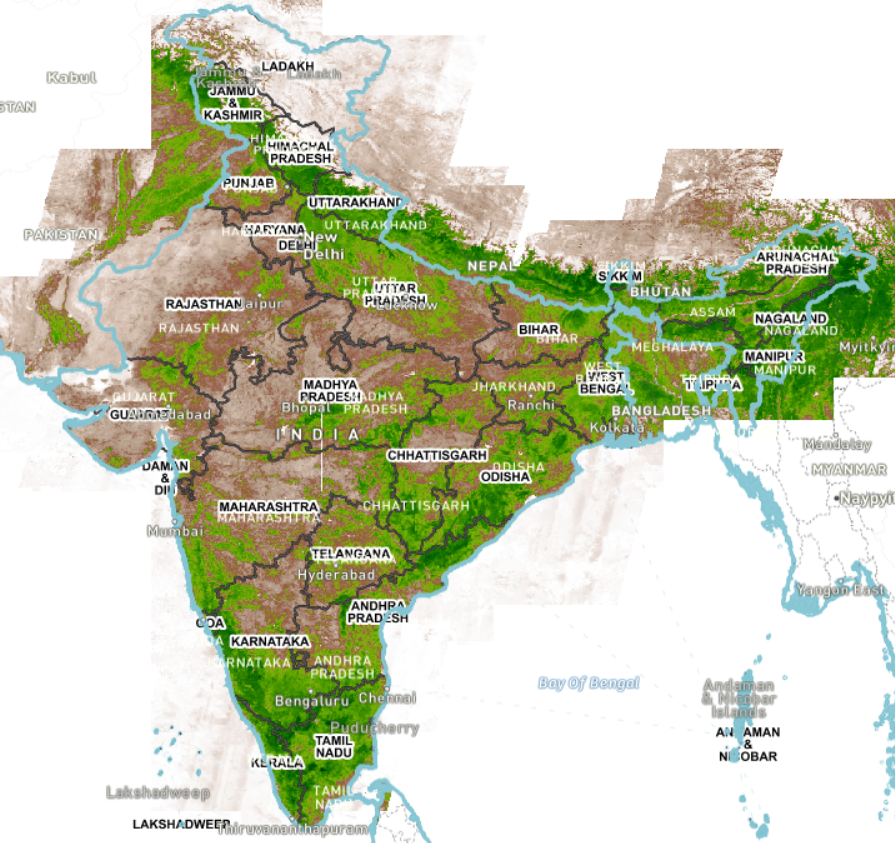 LADAKH
Ladakh
Jammu &
Kashmir
Kabul
JAMMU
&
KASHMIR
STAN
HIMACHAL
PRADESH
PUNJAB
UTTARAKHAND
UTTARAKHAND
HARYANA
DELHI
New
Delhi
PAKISTAN
NEPAL
SIKKIM
SIKKIM
BHUTAN
ARUNACHAL
ARUNACHAL
PRADESH
UTTAR
UTTAR
PRADESH
Lucknow
RAJASTHAN
Jaipur
RAJASTHAN
BIHAR
BIHAR
ASSAM
NAGALAND
NAGALAND
MEGHALAYA
Myitkyi
MANIPUR
MANIPUR
WEST
WEST
BENGAL
TRIPURA
TRIPURA
MADHYA
PRADESH
MADHYA
PRADESH
JHARKHAND
Ranchi
GUJARAT
GUJARAT
Ahmedabad
Bhopal
BANGLADESH
Kolkata
INDIA
Mandalay
MYANMAR
CHHATTISGARH
ODISHA
ODISHA
DAMAN
&
DIU
MAHARASHTRA
MAHARASHTRA
CHHATTISGARH
Naypyit
Mumbai
TELANGANA
TELANGANA
Hyderabad
Yangon East
ANDHRA
PRADESH
GOA
KARNATAKA
KARNATAKA
ANDHRA
PRADESH
Bay Of Bengal
Bengaluru
Chennai
Andaman
& Nicobar
Islands
Puducherry
ANDAMAN
&
NICOBAR
TAMIL
NADU
KERALA
TAMIL
NADU
Lakshadweep
LAKSHADWEEP
Thiruvananthapuram